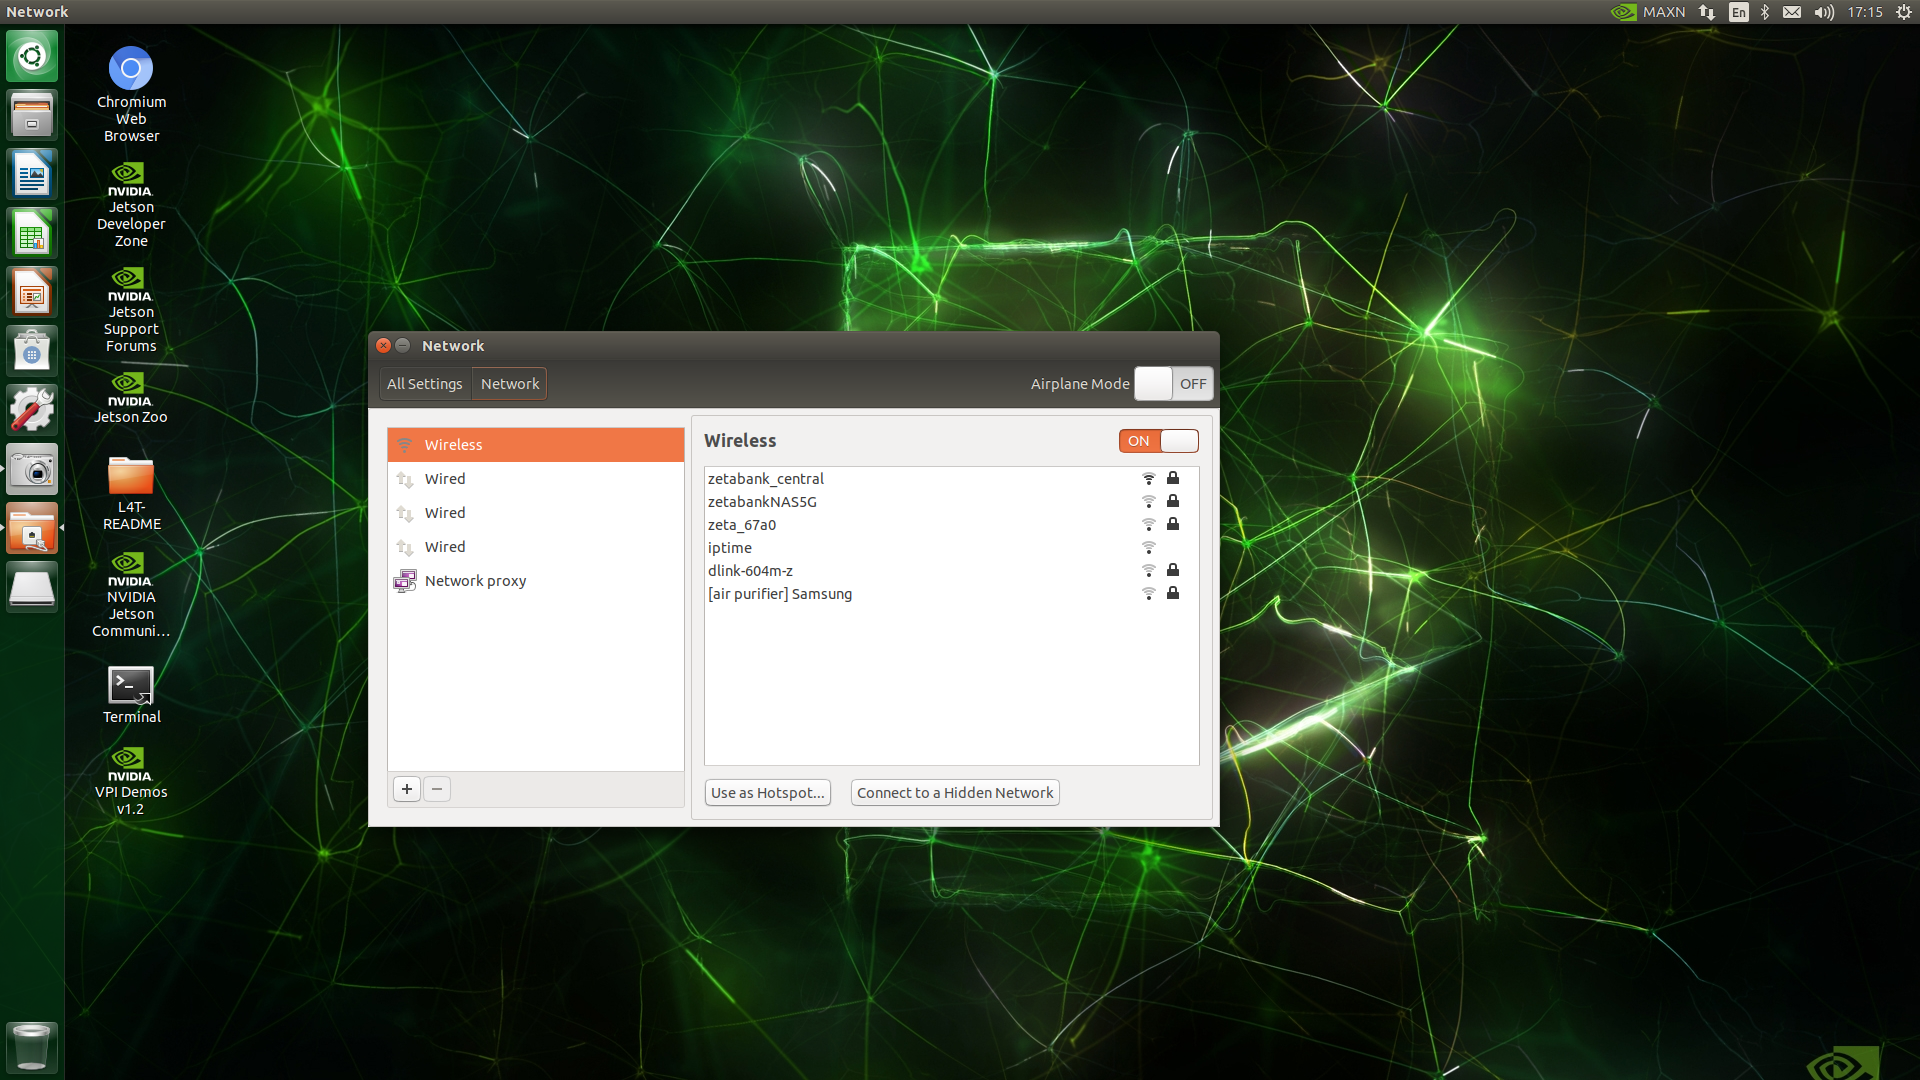 Network
MAXN
En
17:15
Chromium
Web
Browser
NVIDIA.
Jetson
Developer
Zone
NVIDIA.
Jetson
Support
Forums
NVIDIA.
Jetson Zoo
L4T-
README
NVIDIA.
NVIDIA
Jetson
Communi...
>_
Terminal
NVIDIA.
VPI Demos
v1.2
Network
All Settings
Network
Airplane Mode
OFF
Wireless
Wired
Wired
Wired
Network proxy
+
−
Wireless
ON
zetabank_central
zetabankNAS5G
zeta_67a0
iptime
dlink-604m-z
[air purifier] Samsung
Use as Hotspot...
Connect to a Hidden Network